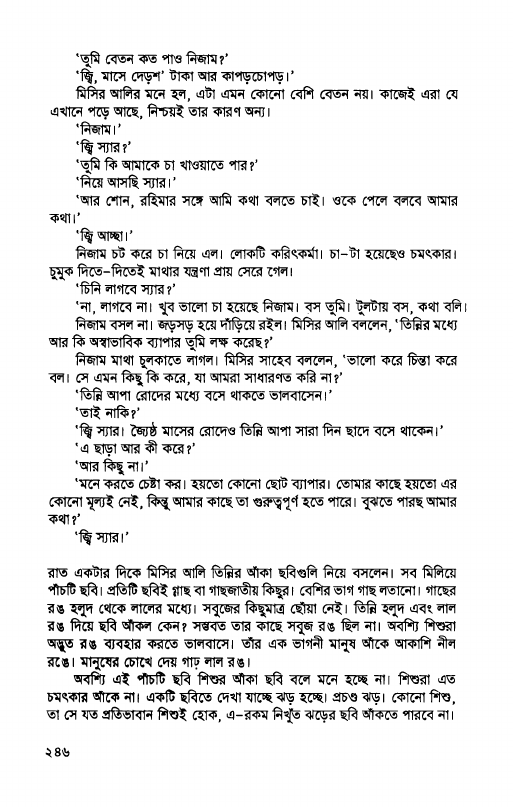 ‘তুমি বেতন কত পাও নিজাম?’
‘জ্বি, মাসে দেড়শ’ টাকা আর কাপড়চোপড়।’
মিসির আলির মনে হল, এটা এমন কোনো বেশি বেতন নয়। কাজেই এরা যে
এখানে পড়ে আছে, নিশ্চয়ই তার কারণ অন্য।
‘নিজাম।’
‘জ্বি স্যার?’
‘তুমি কি আমাকে চা খাওয়াতে পার?’
‘নিয়ে আসছি স্যার।’
‘আর শোন, রহিমার সঙ্গে আমি কথা বলতে চাই। ওকে পেলে বলবে আমার
কথা।’
‘জ্বি আচ্ছা।’
নিজাম চট করে চা নিয়ে এল। লোকটি করিৎকর্মা। চা–টা হয়েছেও চমৎকার।
চুমুক দিতে–দিতেই মাথার যন্ত্রণা প্রায় সেরে গেল।
‘চিনি লাগবে স্যার?’
‘না, লাগবে না। খুব ভালো চা হয়েছে নিজাম। বস তুমি। টুলটায় বস, কথা বলি।
নিজাম বসল না। জড়সড় হয়ে দাঁড়িয়ে রইল। মিসির আলি বললেন, ‘তিন্নির মধ্যে
আর কি অস্বাভাবিক ব্যাপার তুমি লক্ষ করেছ?’
নিজাম মাথা চুলকাতে লাগল। মিসির সাহেব বললেন, ‘ভালো করে চিন্তা করে
বল। সে এমন কিছু কি করে, যা আমরা সাধারণত করি না?’
‘তিন্নি আপা রোদের মধ্যে বসে থাকতে ভালবাসেন।’
‘তাই নাকি?’
‘জ্বি স্যার। জ্যৈষ্ঠ মাসের রোদেও তিন্নি আপা সারা দিন ছাদে বসে থাকেন।’
‘এ ছাড়া আর কী করে?’
‘আর কিছু না।’
‘মনে করতে চেষ্টা কর। হয়তো কোনো ছোট ব্যাপার। তোমার কাছে হয়তো এর
কোনো মূল্যই নেই, কিন্তু আমার কাছে তা গুরুত্বপূর্ণ হতে পারে। বুঝতে পারছ আমার
কথা?’
‘জ্বি স্যার।’
রাত একটার দিকে মিসির আলি তিন্নির আঁকা ছবিগুলি নিয়ে বসলেন। সব মিলিয়ে
পাঁচটি ছবি। প্রতিটি ছবিই গাছ বা গাছজাতীয় কিছুর। বেশির ভাগ গাছ লতানো। গাছের
রঙ হলুদ থেকে লালের মধ্যে। সবুজের কিছুমাত্র ছোঁয়া নেই। তিন্নি হলুদ এবং লাল
রঙ দিয়ে ছবি আঁকল কেন? সম্ভবত তার কাছে সবুজ রঙ ছিল না। অবশ্যি শিশুরা
অদ্ভুত রঙ ব্যবহার করতে ভালবাসে। তাঁর এক ভাগনী মানুষ আঁকে আকাশি নীল
রঙে। মানুষের চোখে দেয় গাঢ় লাল রঙ।
অবশ্যি এই পাঁচটি ছবি শিশুর আঁকা ছবি বলে মনে হচ্ছে না। শিশুরা এত
চমৎকার আঁকে না। একটি ছবিতে দেখা যাচ্ছে ঝড় হচ্ছে। প্রচণ্ড ঝড়। কোনো শিশু,
তা সে যত প্রতিভাবান শিশুই হোক, এ–রকম নিখুঁত ঝড়ের ছবি আঁকতে পারবে না।
২৪৬